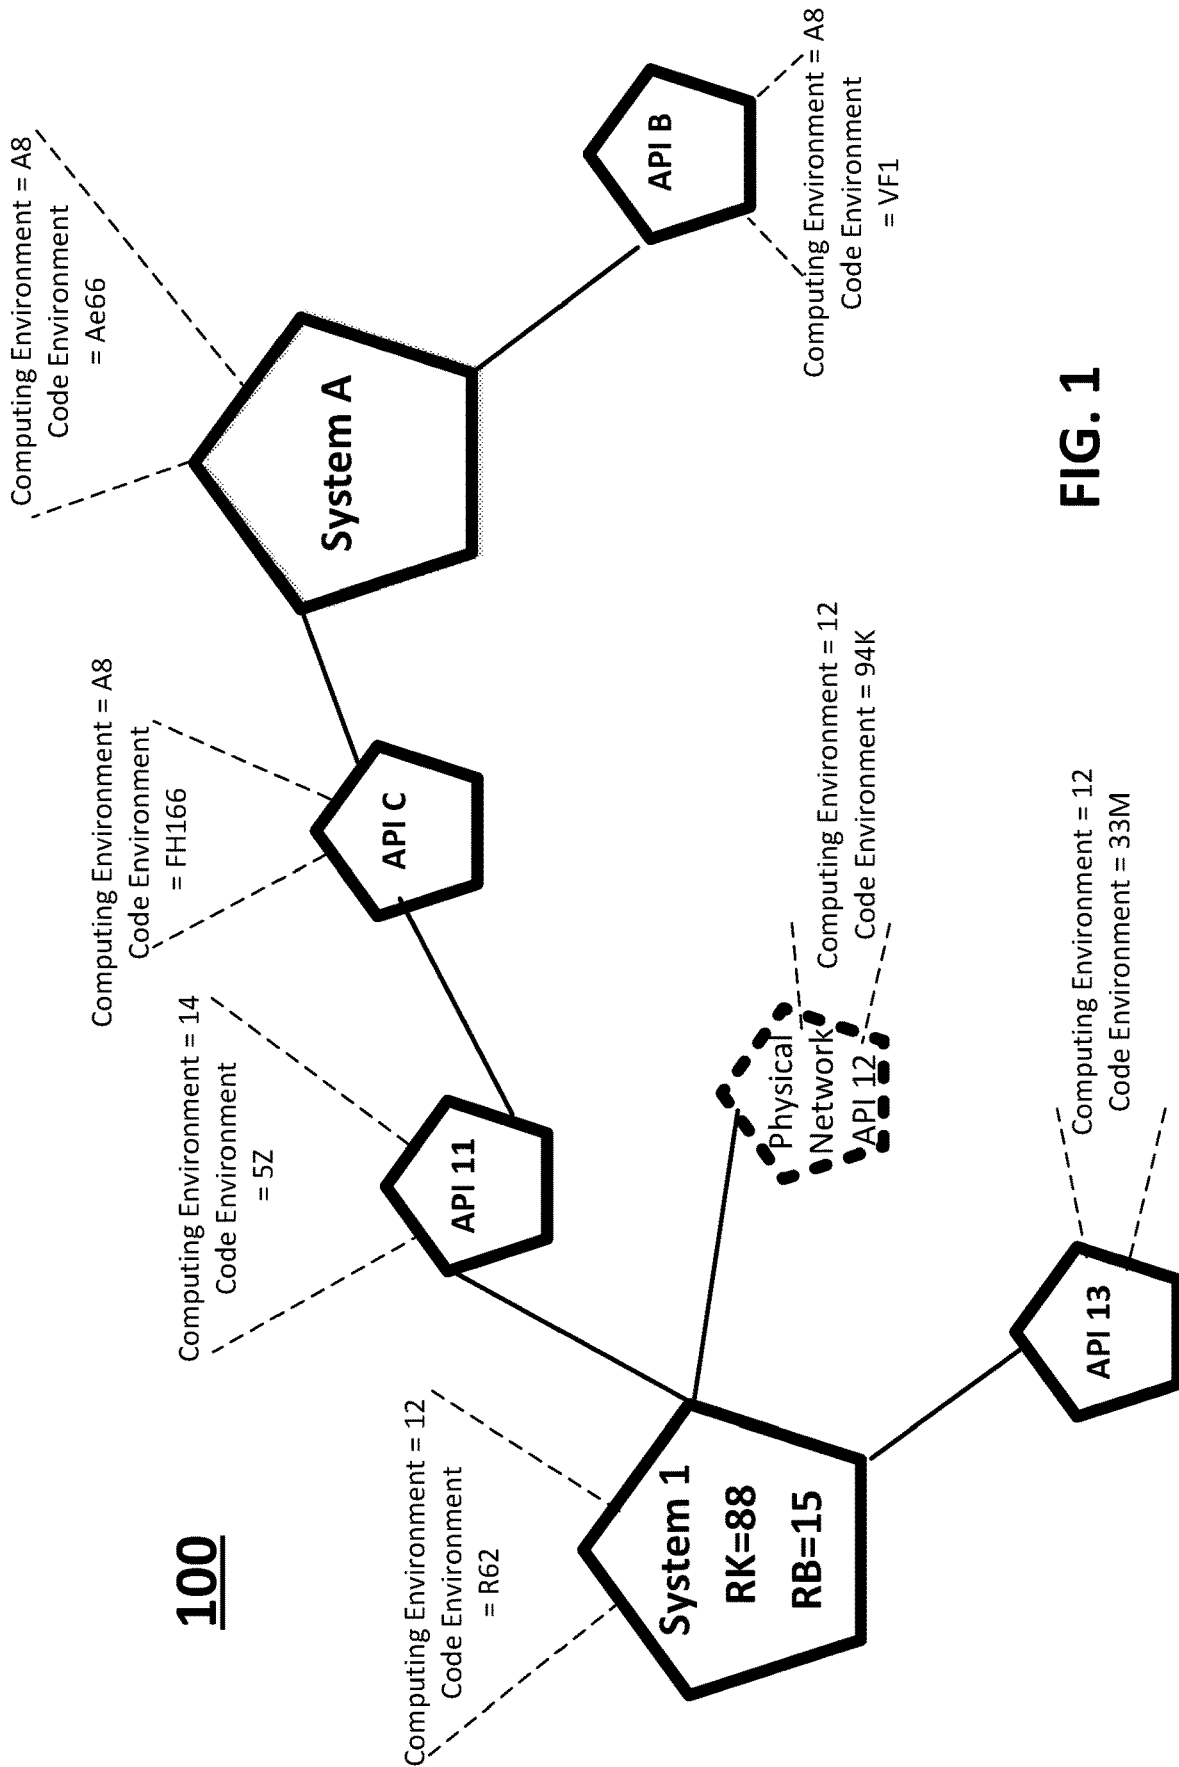 100
Computing Environment = 12
Code Environment
= R62
System 1
RK=88
RB=15
Computing Environment = 14
Code Environment
= 5Z
API 11
Computing Environment = A8
Code Environment
= FH166
API C
Computing Environment = A8
Code Environment
= Ae66
System A
API B
Computing Environment = A8
Code Environment
= VF1
Physical
Network
API 12
Computing Environment = 12
Code Environment = 94K
API 13
Computing Environment = 12
Code Environment = 33M
FIG. 1